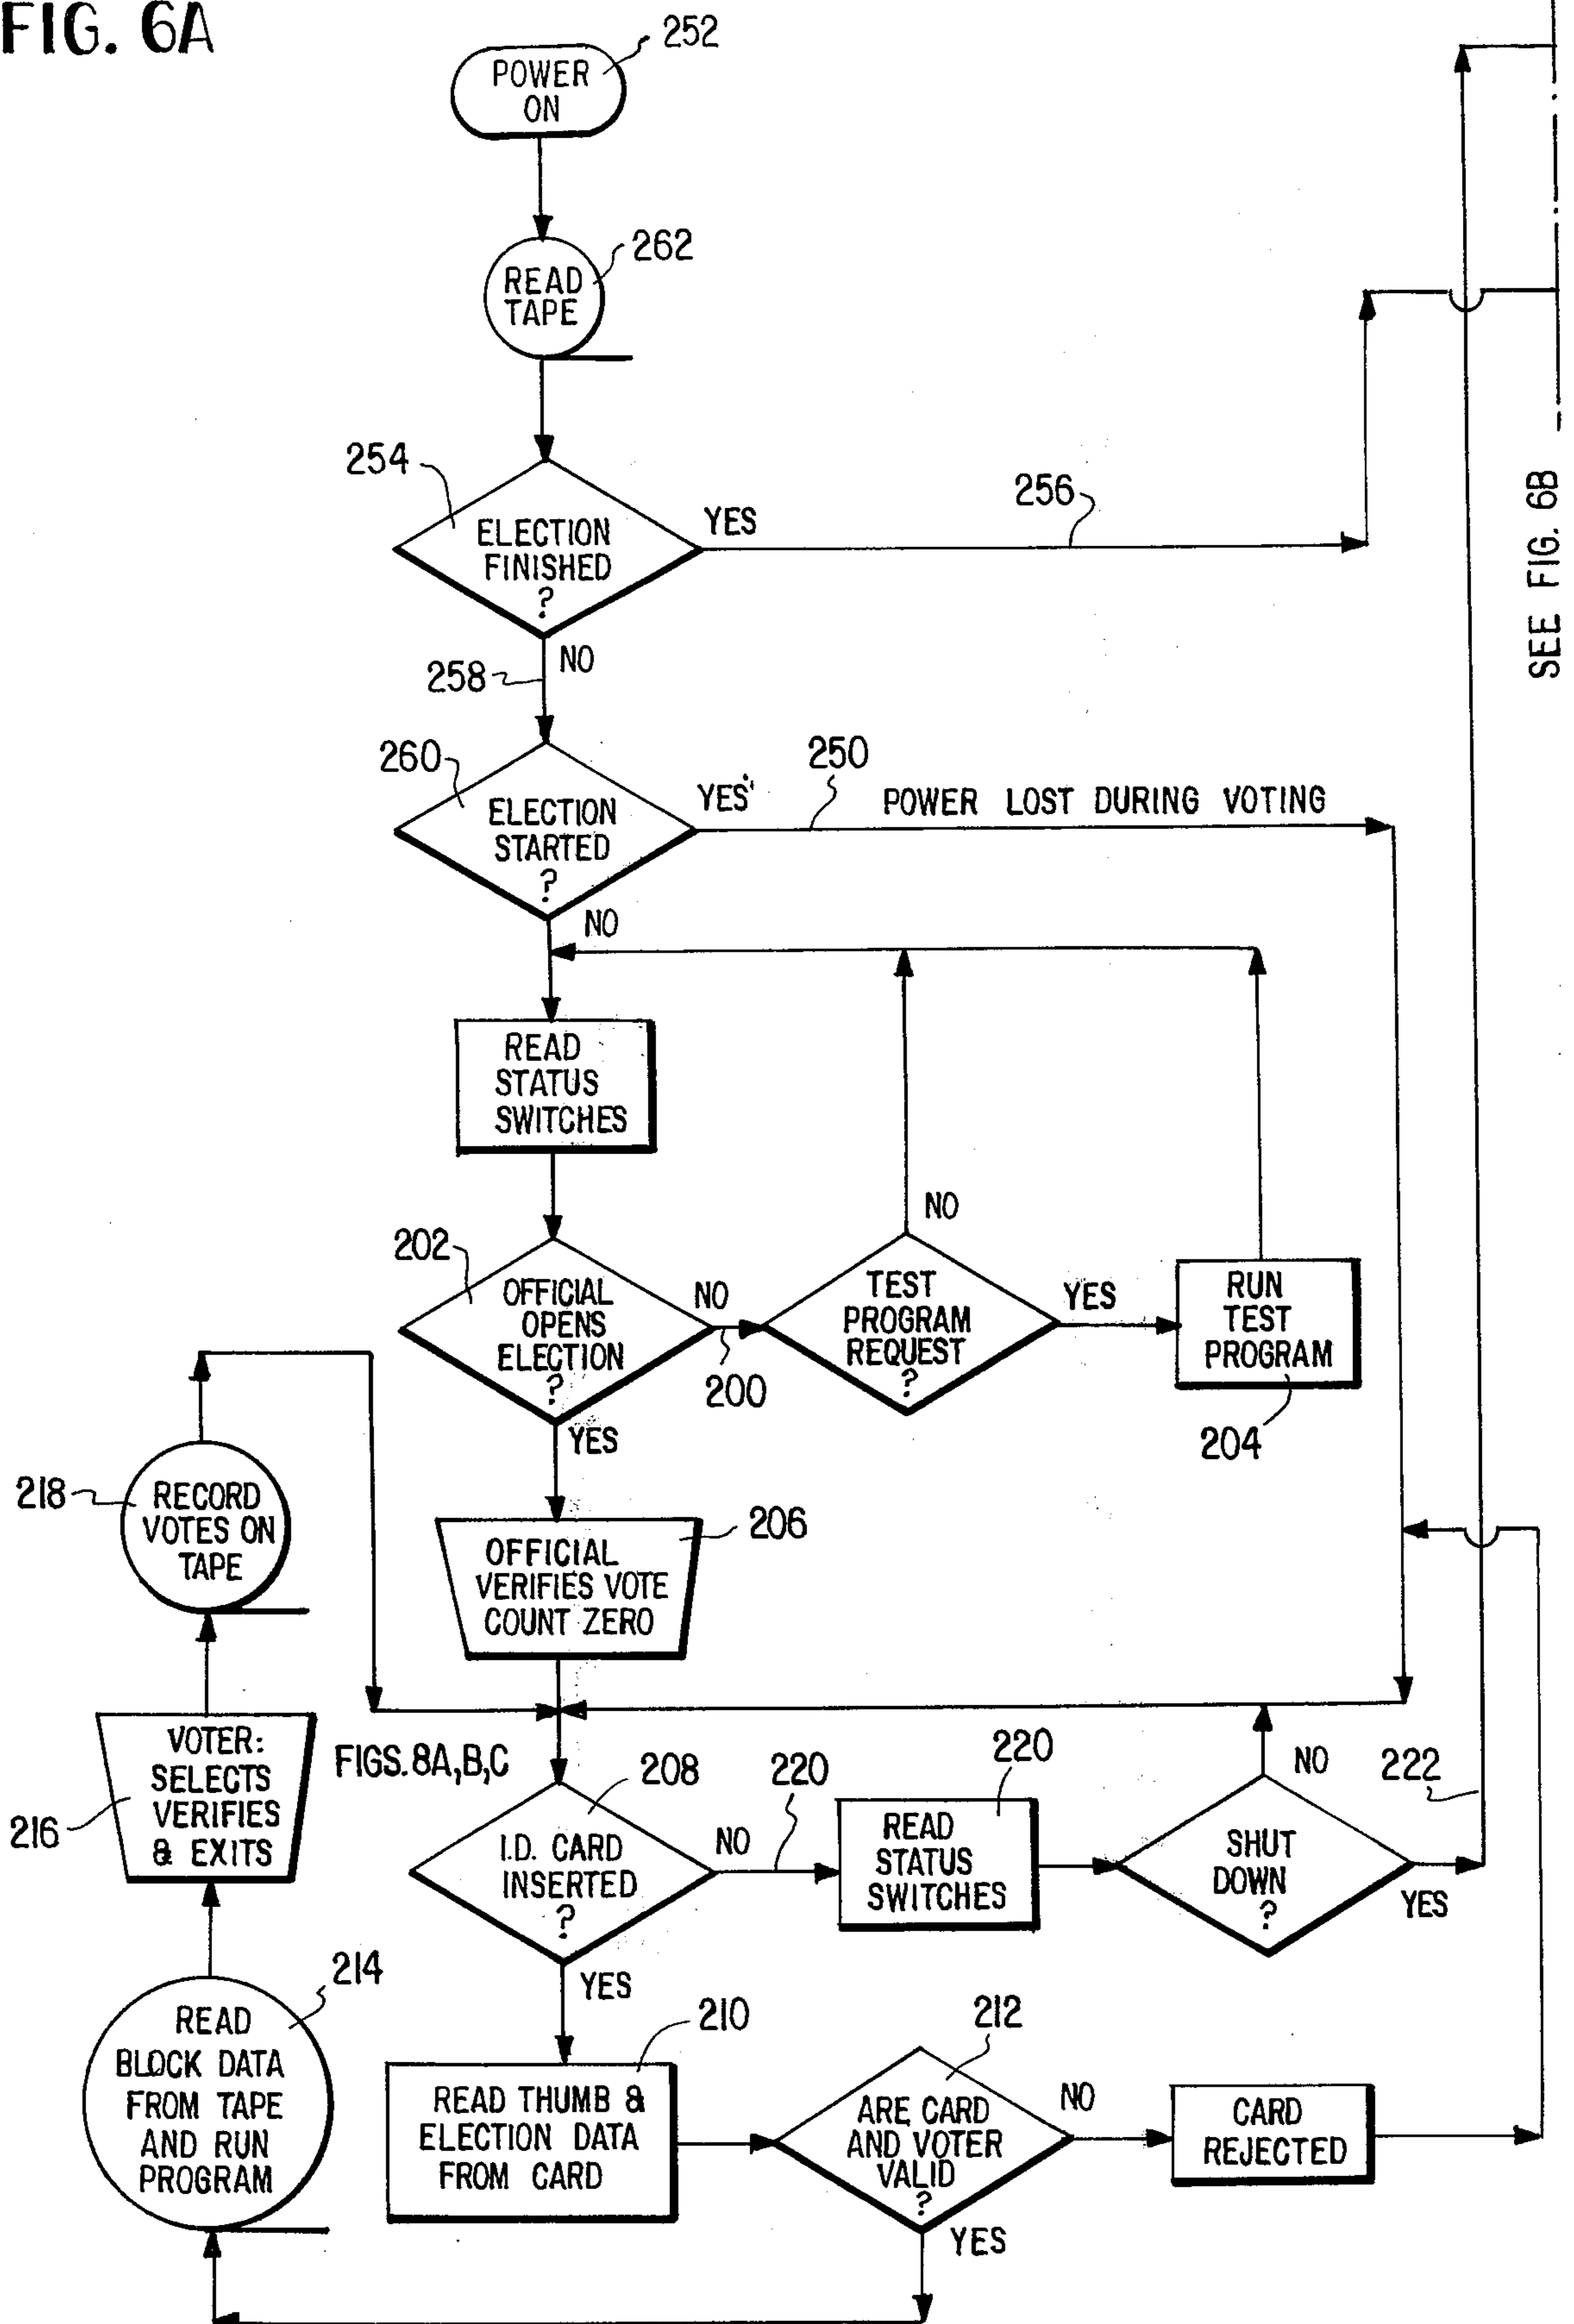 FIG. 6A
252
POWER
ON
262
READ
TAPE
254
ELECTION
FINISHED
?
YES
256
NO
258
SEE FIG. 6B
260
ELECTION
STARTED
?
YES
250
POWER LOST DURING VOTING
NO
READ
STATUS
SWITCHES
202
OFFICIAL
OPENS
ELECTION
?
NO
200
TEST
PROGRAM
REQUEST
?
NO
YES
RUN
TEST
PROGRAM
204
YES
218
RECORD
VOTES ON
TAPE
206
OFFICIAL
VERIFIES VOTE
COUNT ZERO
216
VOTER:
SELECTS
VERIFIES
& EXITS
FIGS. 8A,B,C
208
I.D. CARD
INSERTED
?
NO
220
220
READ
STATUS
SWITCHES
SHUT
DOWN
?
NO
222
YES
YES
214
READ
BLOCK DATA
FROM TAPE
AND RUN
PROGRAM
210
READ THUMB &
ELECTION DATA
FROM CARD
212
ARE CARD
AND VOTER
VALID
?
NO
CARD
REJECTED
YES